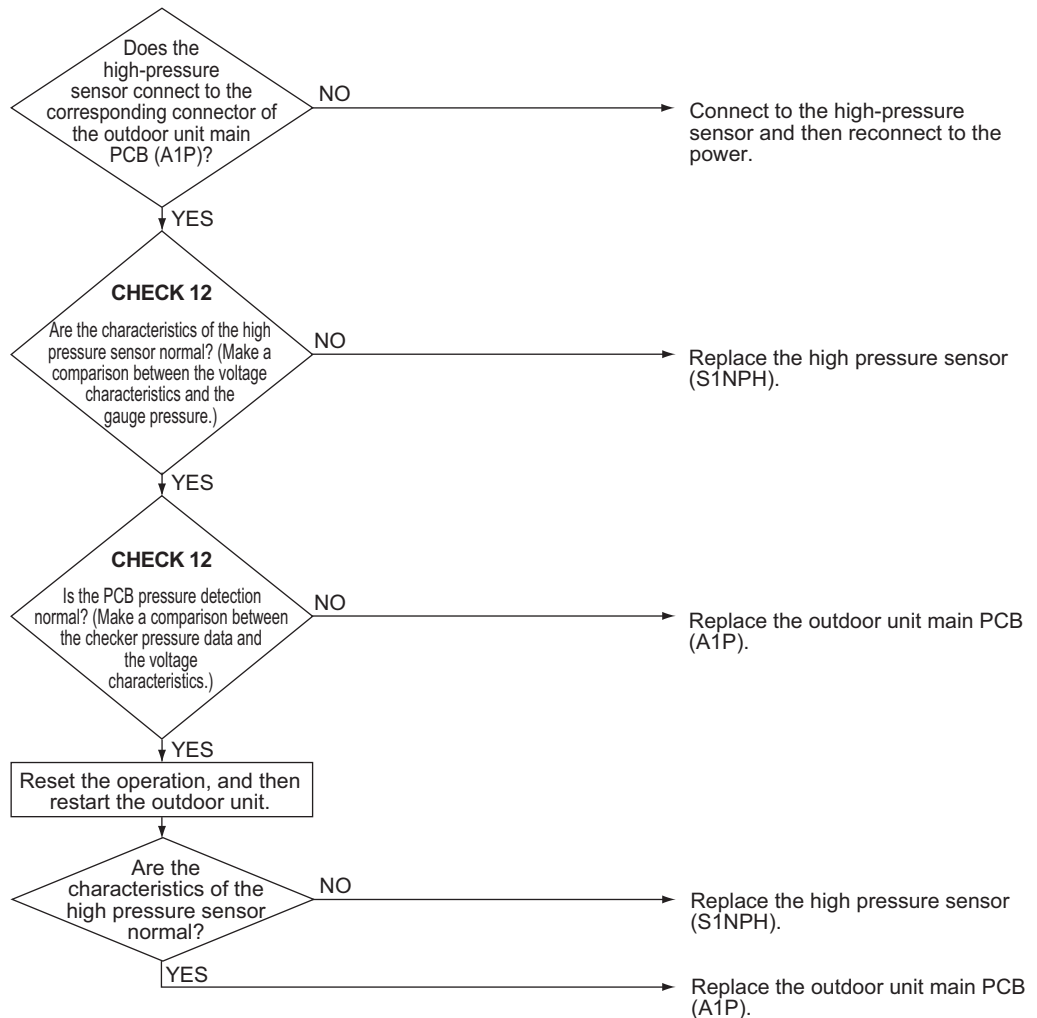 Does the
high-pressure
sensor connect to the
corresponding connector of
the outdoor unit main
PCB (A1P)?
NO
Connect to the high-pressure
sensor and then reconnect to the
power.
YES
CHECK 12
Are the characteristics of the high
pressure sensor normal? (Make a
comparison between the voltage
characteristics and the
gauge pressure.)
NO
Replace the high pressure sensor
(S1NPH).
YES
CHECK 12
Is the PCB pressure detection
normal? (Make a comparison between
the checker pressure data and
the voltage
characteristics.)
NO
Replace the outdoor unit main PCB
(A1P).
YES
Reset the operation, and then
restart the outdoor unit.
Are the
characteristics of the
high pressure sensor
normal?
NO
Replace the high pressure sensor
(S1NPH).
YES
Replace the outdoor unit main PCB
(A1P).